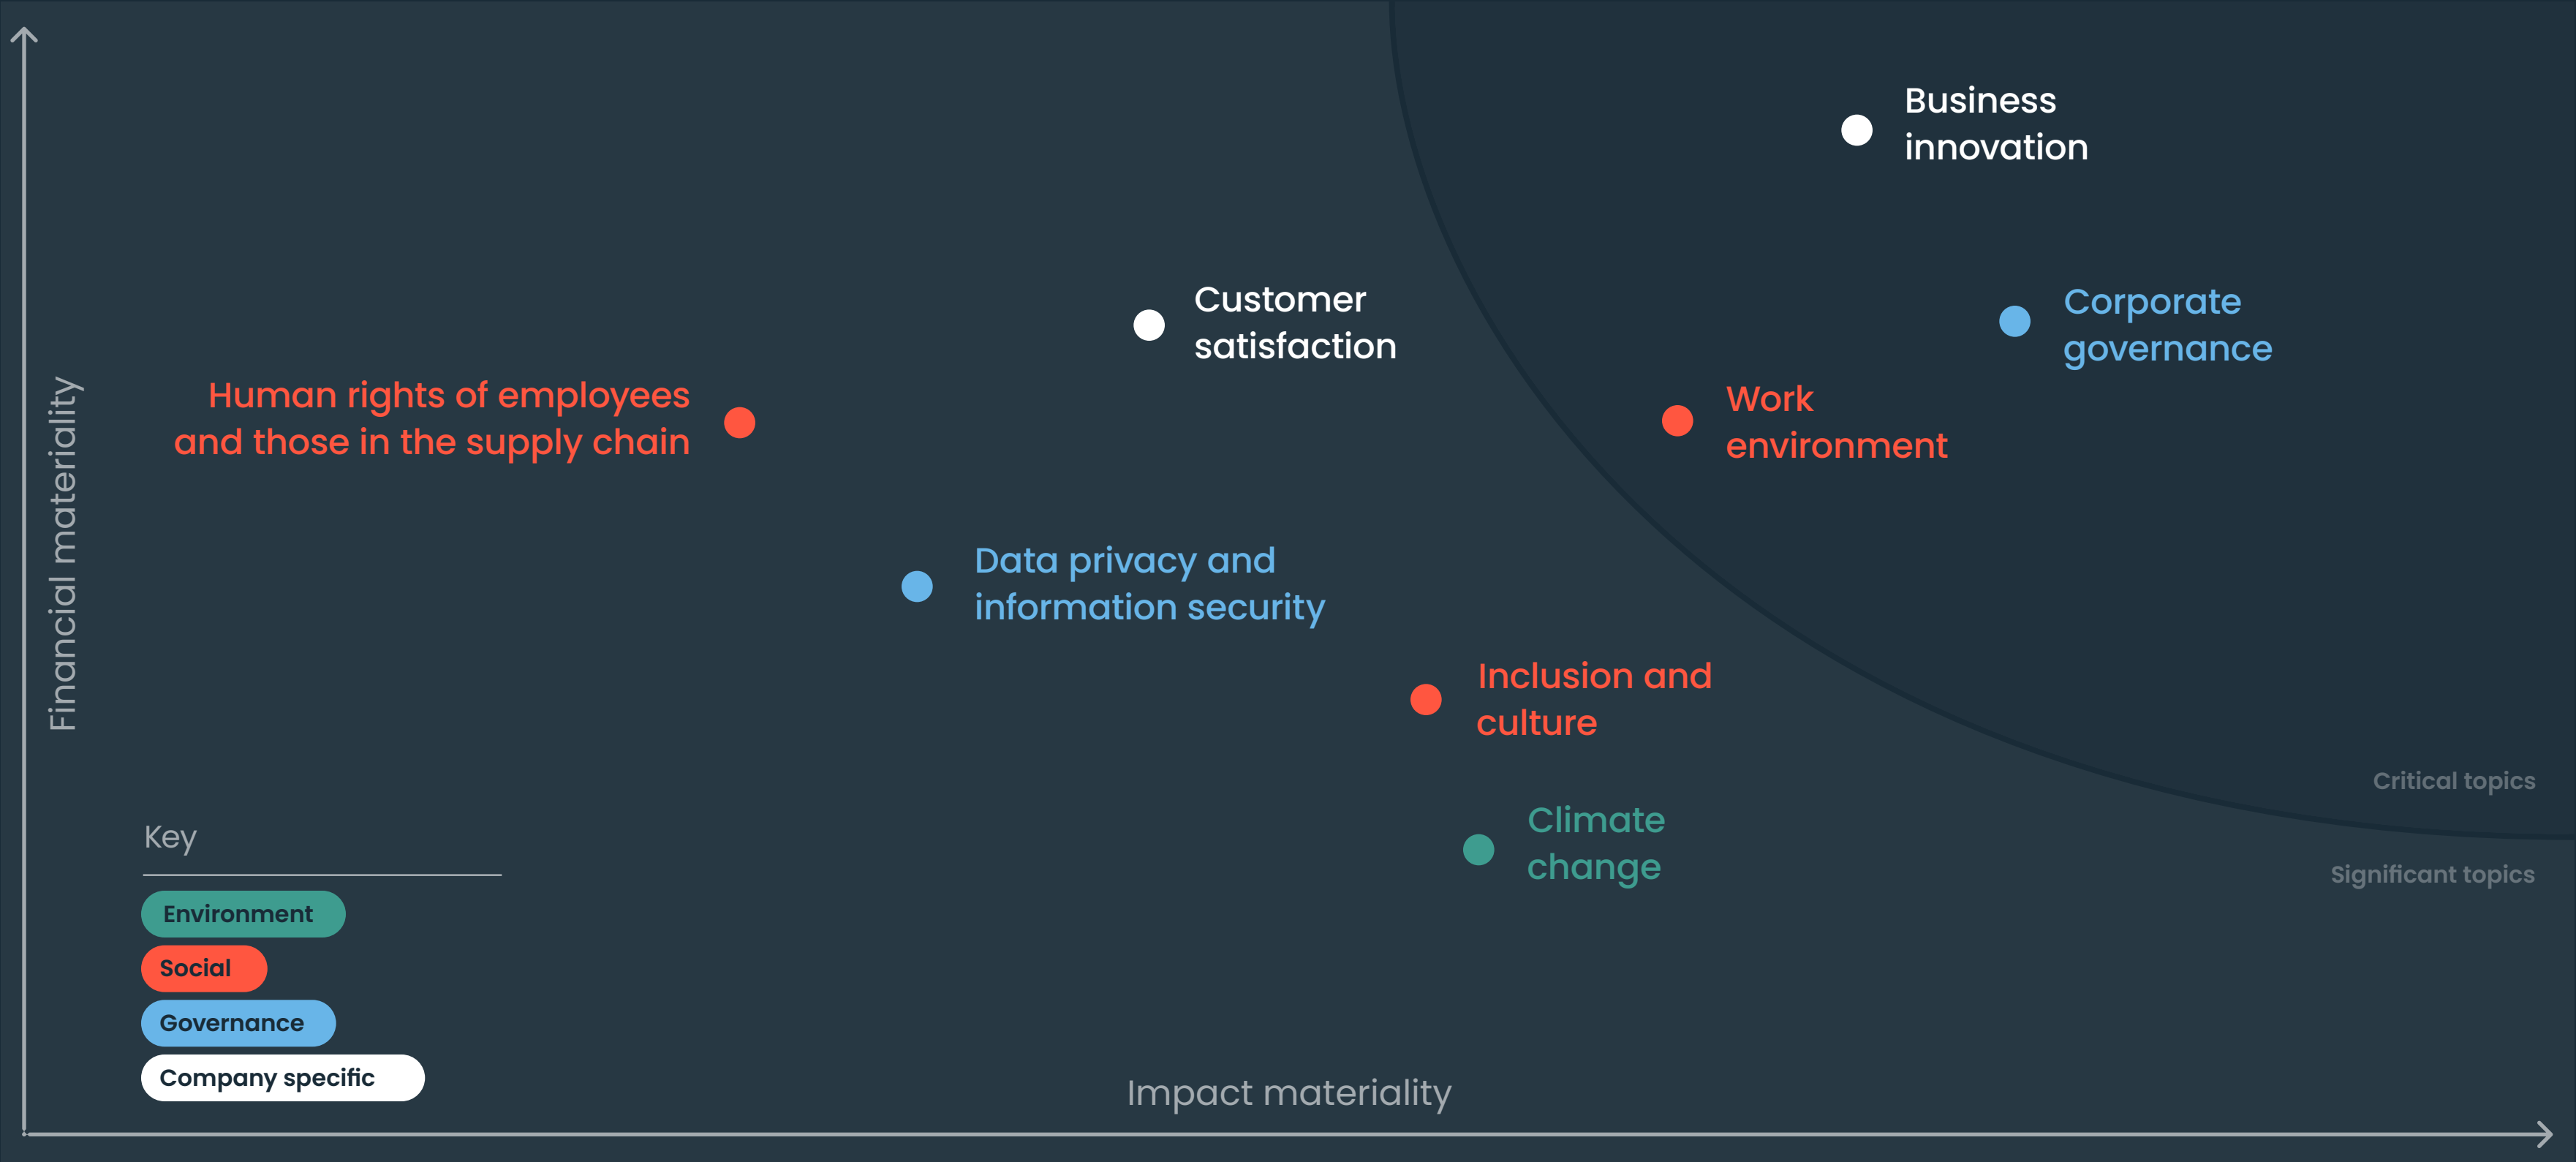 Business
innovation
Customer
satisfaction
Corporate
governance
Human rights of employees
and those in the supply chain
Work
environment
Financial materiality
Data privacy and
information security
Inclusion and
culture
Critical topics
Climate
change
Significant topics
Key
Environment
Social
Governance
Company specific
Impact materiality